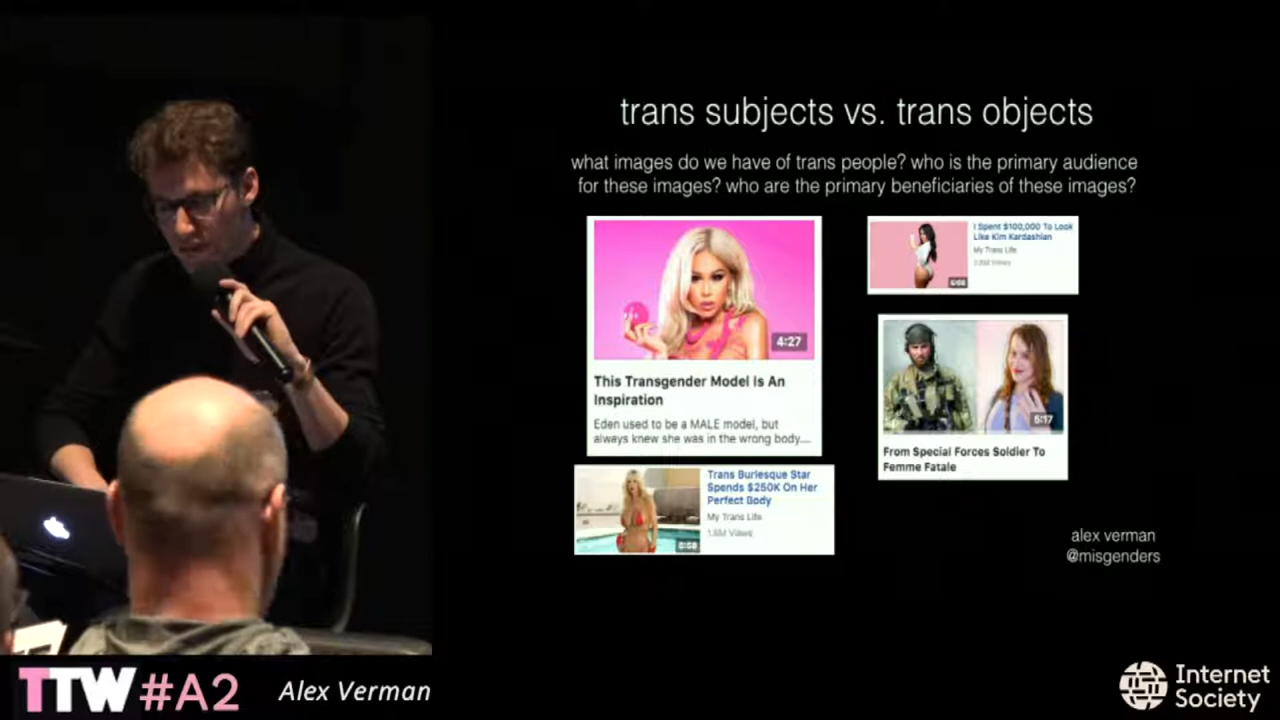 trans subjects vs. trans objects
what images do we have of trans people? who is the primary audience
for these images? who are the primary beneficiaries of these images?
4:27
This Transgender Model Is An
Inspiration
Eden used to be a MALE model, but
always knew she was in the wrong body....
I Spent $100,000 To Look
Like Kim Kardashian
My Trans Life
Views
5:17
From Special Forces Soldier To
Femme Fatale
Trans Burlesque Star
Spends $250K On Her
Perfect Body
My Trans Life
1.6M Views
alex verman
@misgenders
TTW #A2
Alex Verman
Internet
Society